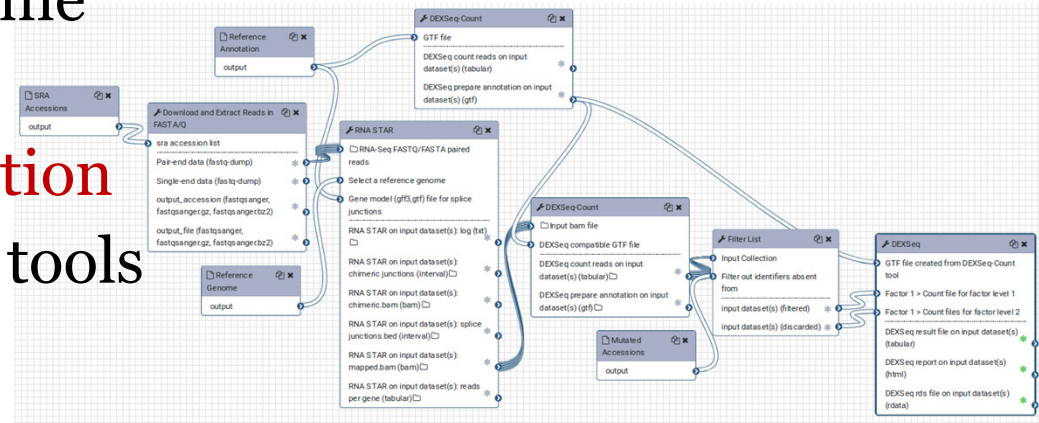 tion
tools
Reference
Annotation
output
SRA
Accessions
output
Download and Extract Reads in
FASTA/Q
sra accession list
Pair-end data (fastq-dump)
Single-end data (fastq-dump)
output_accession (fastqsanger,
fastqsanger.gz, fastqsanger.bz2)
output_file (fastqsanger,
fastqsanger.gz, fastqsanger.bz2)
Reference
Genome
output
RNA STAR
RNA-Seq FASTQ/FASTA paired
reads
Select a reference genome
Gene model (gff3,gtf) file for splice
junctions
RNA STAR on input dataset(s): log (txt)
RNA STAR on input dataset(s):
chimeric junctions (interval)
RNA STAR on input dataset(s):
chimeric.bam (bam)
RNA STAR on input dataset(s): splice
junctions.bed (interval)
RNA STAR on input dataset(s):
mapped.bam (bam)
RNA STAR on input dataset(s): reads
per gene (tabular)
DEXSeq-Count
GTF file
DEXSeq count reads on input
dataset(s) (tabular)
DEXSeq prepare annotation on input
dataset(s) (gtf)
DEXSeq-Count
Input bam file
DEXSeq compatible GTF file
DEXSeq count reads on input
dataset(s) (tabular)
DEXSeq prepare annotation on input
dataset(s) (gtf)
Mutated
Accessions
output
Filter List
Input Collection
Filter out identifiers absent
from
input dataset(s) (filtered)
input dataset(s) (discarded)
DEXSeq
GTF file created from DEXSeq-Count
tool
Factor 1 > Count file for factor level 1
Factor 1 > Count files for factor level 2
DEXSeq result file on input dataset(s)
(tabular)
DEXSeq report on input dataset(s)
(html)
DEXSeq rds file on input dataset(s)
(rdata)